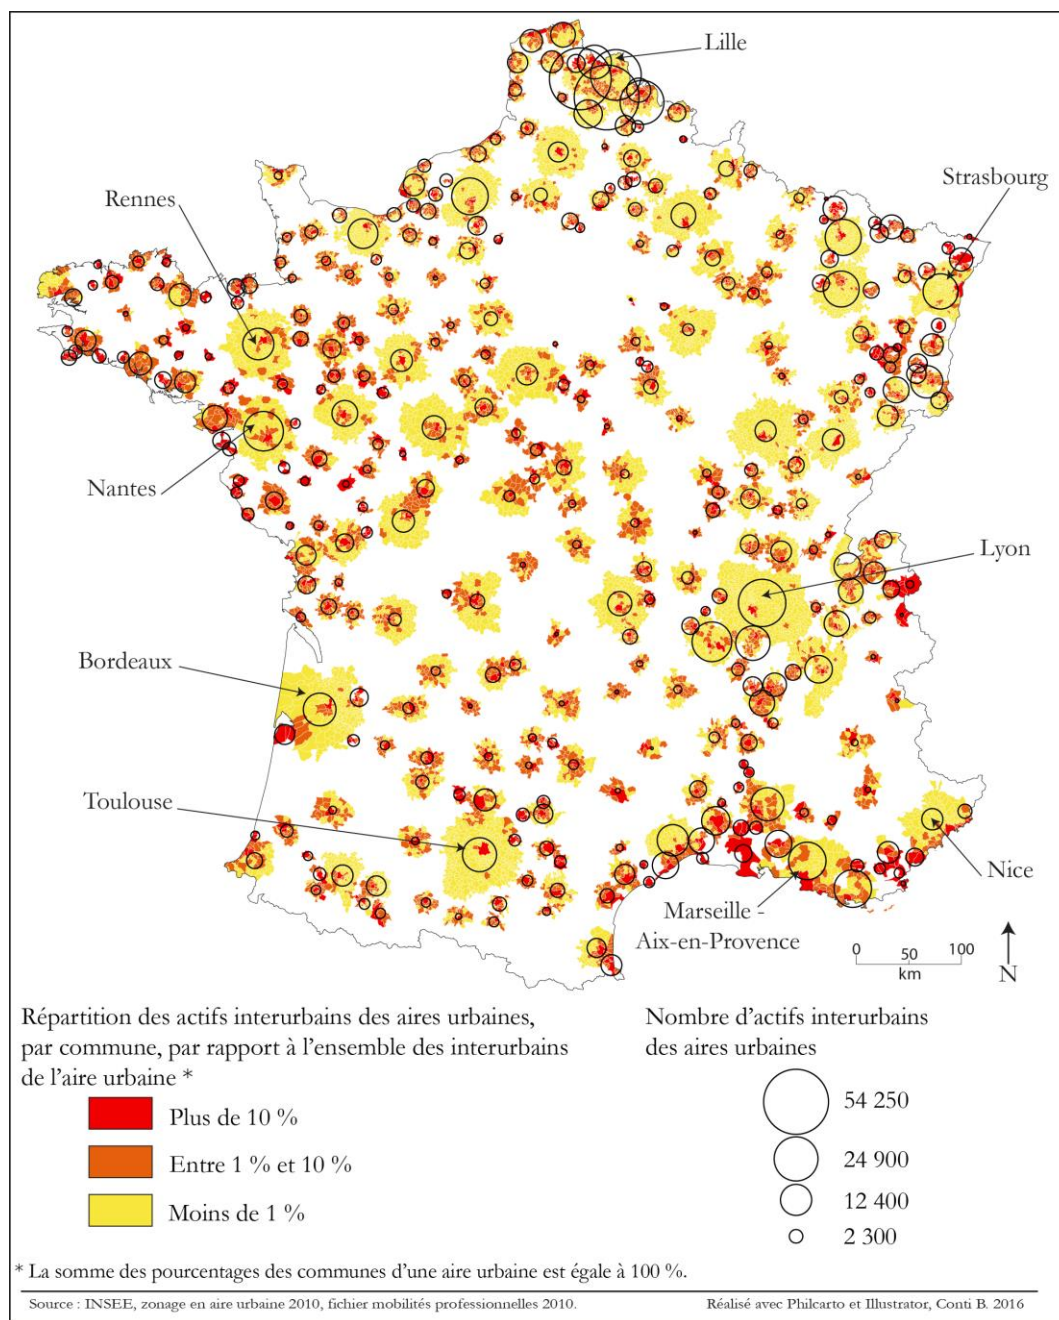 Lille
Strasbourg
Rennes
Nantes
Lyon
Bordeaux
Toulouse
Nice
Marseille -
Aix-en-Provence
0 50 100
km
N
Répartition des actifs interurbains des aires urbaines,
par commune, par rapport à l'ensemble des interurbains
de l'aire urbaine *
Plus de 10 %
Entre 1 % et 10 %
Moins de 1 %
Nombre d'actifs interurbains
des aires urbaines
54 250
24 900
12 400
2 300
* La somme des pourcentages des communes d'une aire urbaine est égale à 100 %.
Source : INSEE, zonage en aire urbaine 2010, fichier mobilités professionnelles 2010.
Réalisé avec Philcarto et Illustrator, Conti B. 2016